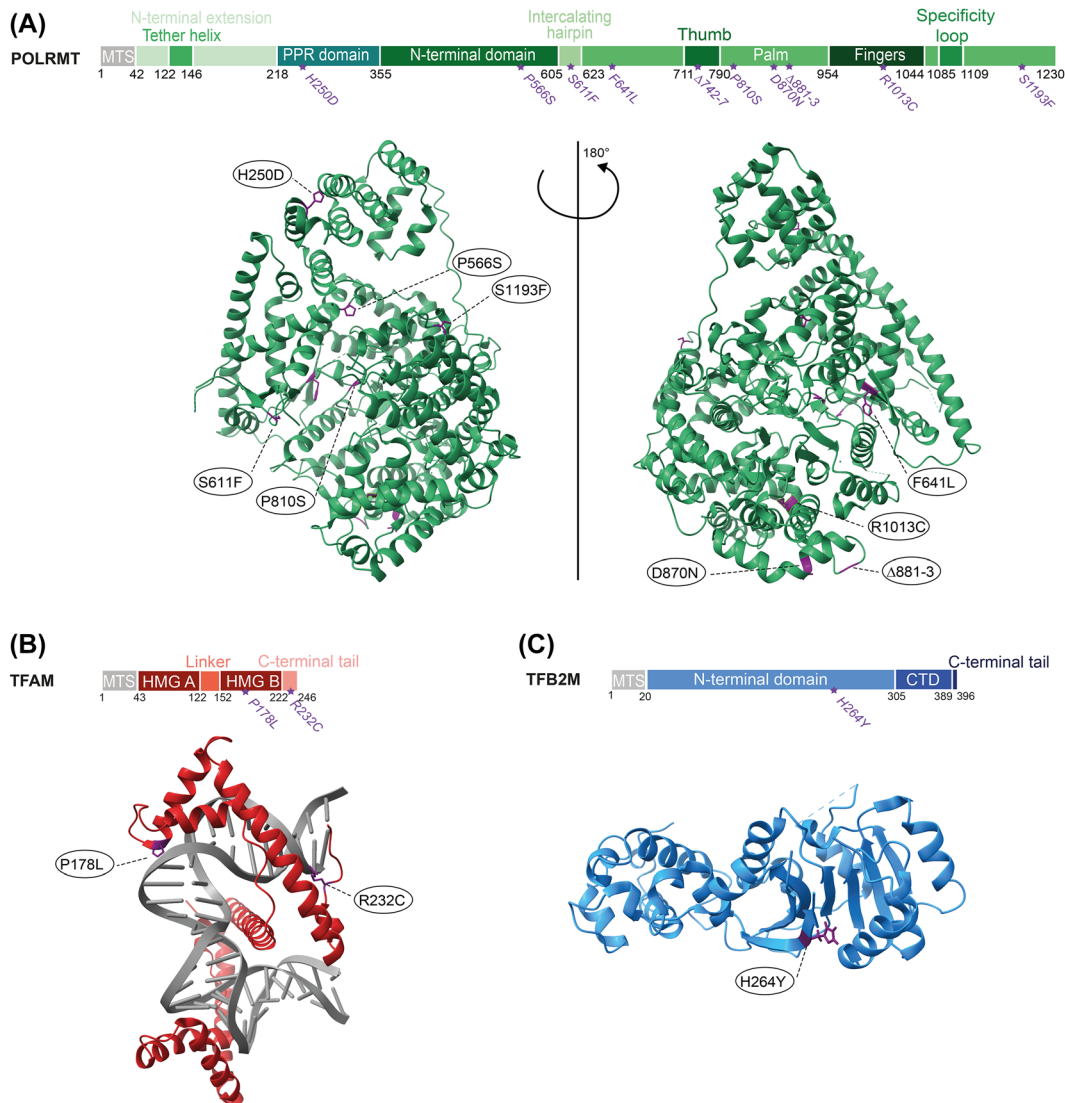 (A)
N-terminal extension
Tether helix
Intercalating
hairpin
Thumb
Specificity
loop
POLRMT
MTS PPR domain N-terminal domain Palm Fingers
1 42 122 146 218 355 605 623 711 790 954 1044 1085 1109 1230
H250D P566S S611F F641L Δ742-7 P810S D870N Δ881-3 R1013C S1193F
180°
H250D
P566S
S1193F
S611F
P810S
F641L
R1013C
D870N
Δ881-3
(B)
Linker C-terminal tail
TFAM
MTS HMG A HMG B
1 43 122 152 222 246
P178L R232C
P178L
R232C
(C)
C-terminal tail
TFB2M
MTS N-terminal domain CTD
1 20 305 389 396
H264Y
H264Y